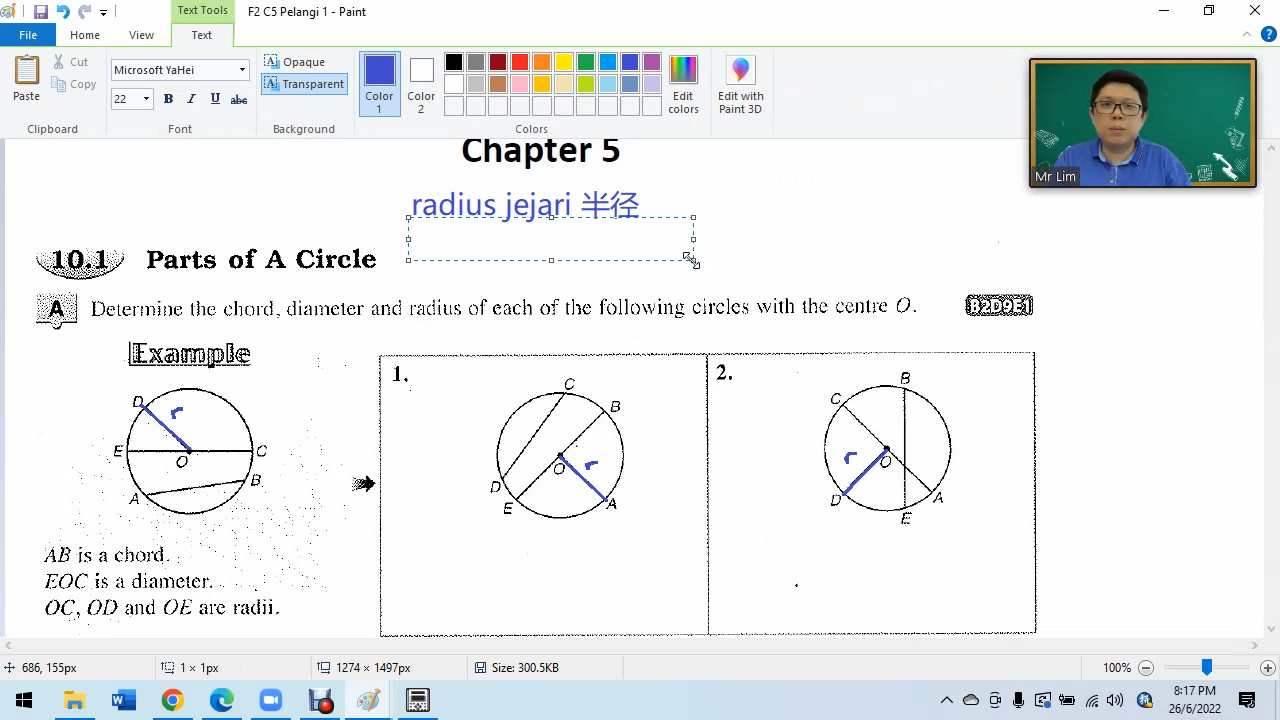 Text Tools
F2 C5 Pelangi 1 - Paint
File
Home
View
Text
Paste
Cut
Copy
Clipboard
Microsoft YaHei
22
B
I
U
abc
Font
Opaque
Transparent
Background
Color 1
Color 2
Colors
Edit colors
Edit with Paint 3D
Mr Lim
Chapter 5
radius jejari 半径
10.1 Parts of A Circle
A Determine the chord, diameter and radius of each of the following circles with the centre O.
B2D9E1
Example
D
r
E
O
C
A
B
AB is a chord.
EOC is a diameter.
OC, OD and OE are radii.
1.
C
B
O
r
D
E
A
2.
B
C
r
O
D
A
E
686, 155px
1 × 1px
1274 × 1497px
Size: 300.5KB
100%
8:17 PM
26/6/2022